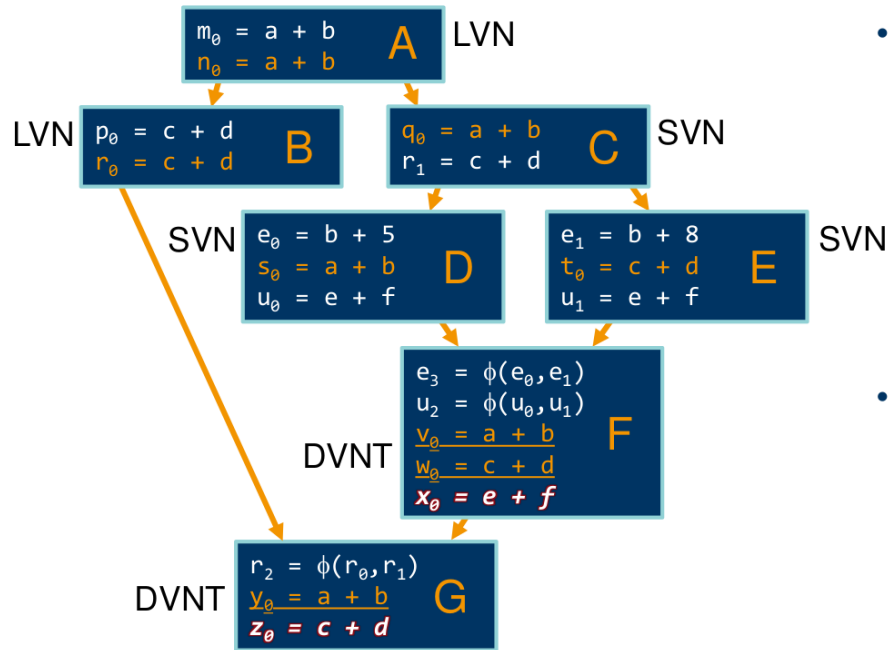 LVN
m₀ = a + b
n₀ = a + b
A
LVN
p₀ = c + d
r₀ = c + d
B
q₀ = a + b
r₁ = c + d
C
SVN
SVN
e₀ = b + 5
s₀ = a + b
u₀ = e + f
D
e₁ = b + 8
t₀ = c + d
u₁ = e + f
E
SVN
DVNT
e₃ = ϕ(e₀,e₁)
u₂ = ϕ(u₀,u₁)
v₀ = a + b
w₀ = c + d
x₀ = e + f
F
DVNT
r₂ = ϕ(r₀,r₁)
y₀ = a + b
z₀ = c + d
G